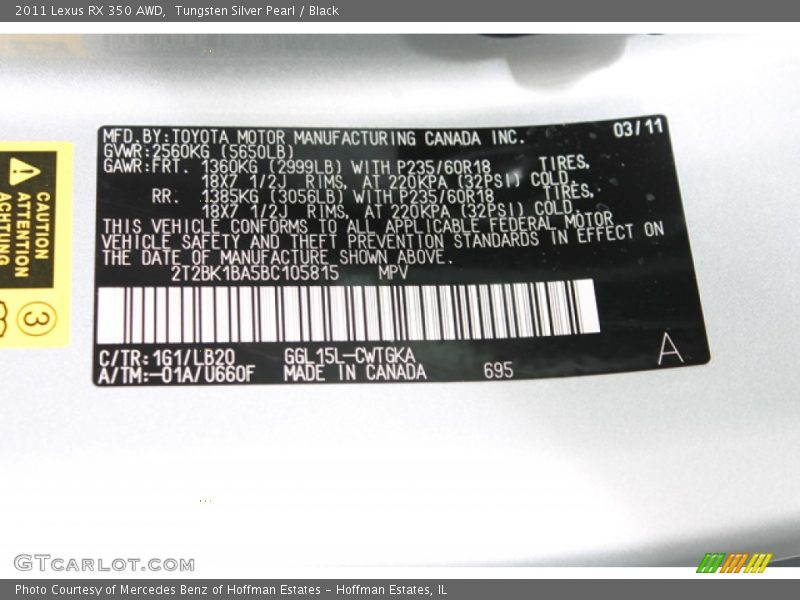 2011 Lexus RX 350 AWD, Tungsten Silver Pearl / Black
MFD.BY:TOYOTA MOTOR MANUFACTURING CANADA INC. 03/11
GVWR:2560KG (5650LB)
GAWR:FRT. 1360KG (2999LB) WITH P235/60R18 TIRES,
18X7 1/2J RIMS, AT 220KPA (32PSI) COLD.
RR. 1385KG (3056LB) WITH P235/60R18 TIRES,
18X7 1/2J RIMS, AT 220KPA (32PSI) COLD.
THIS VEHICLE CONFORMS TO ALL APPLICABLE FEDERAL MOTOR
VEHICLE SAFETY AND THEFT PREVENTION STANDARDS IN EFFECT ON
THE DATE OF MANUFACTURE SHOWN ABOVE.
2T2BK1BA5BC105815 MPV
C/TR:1G1/LB20 GGL15L-CWTGKA
A/TM:-01A/U660F MADE IN CANADA 695
A
CAUTION
ATTENTION
ACHTUNG
3
GTCARLOT.COM
Photo Courtesy of Mercedes Benz of Hoffman Estates - Hoffman Estates, IL